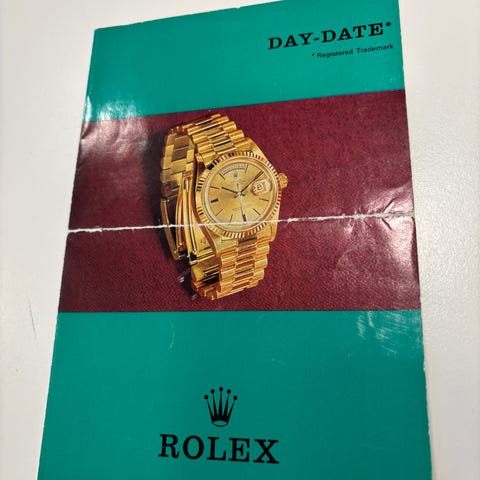 DAY-DATE*
* Registered Trademark
ROLEX